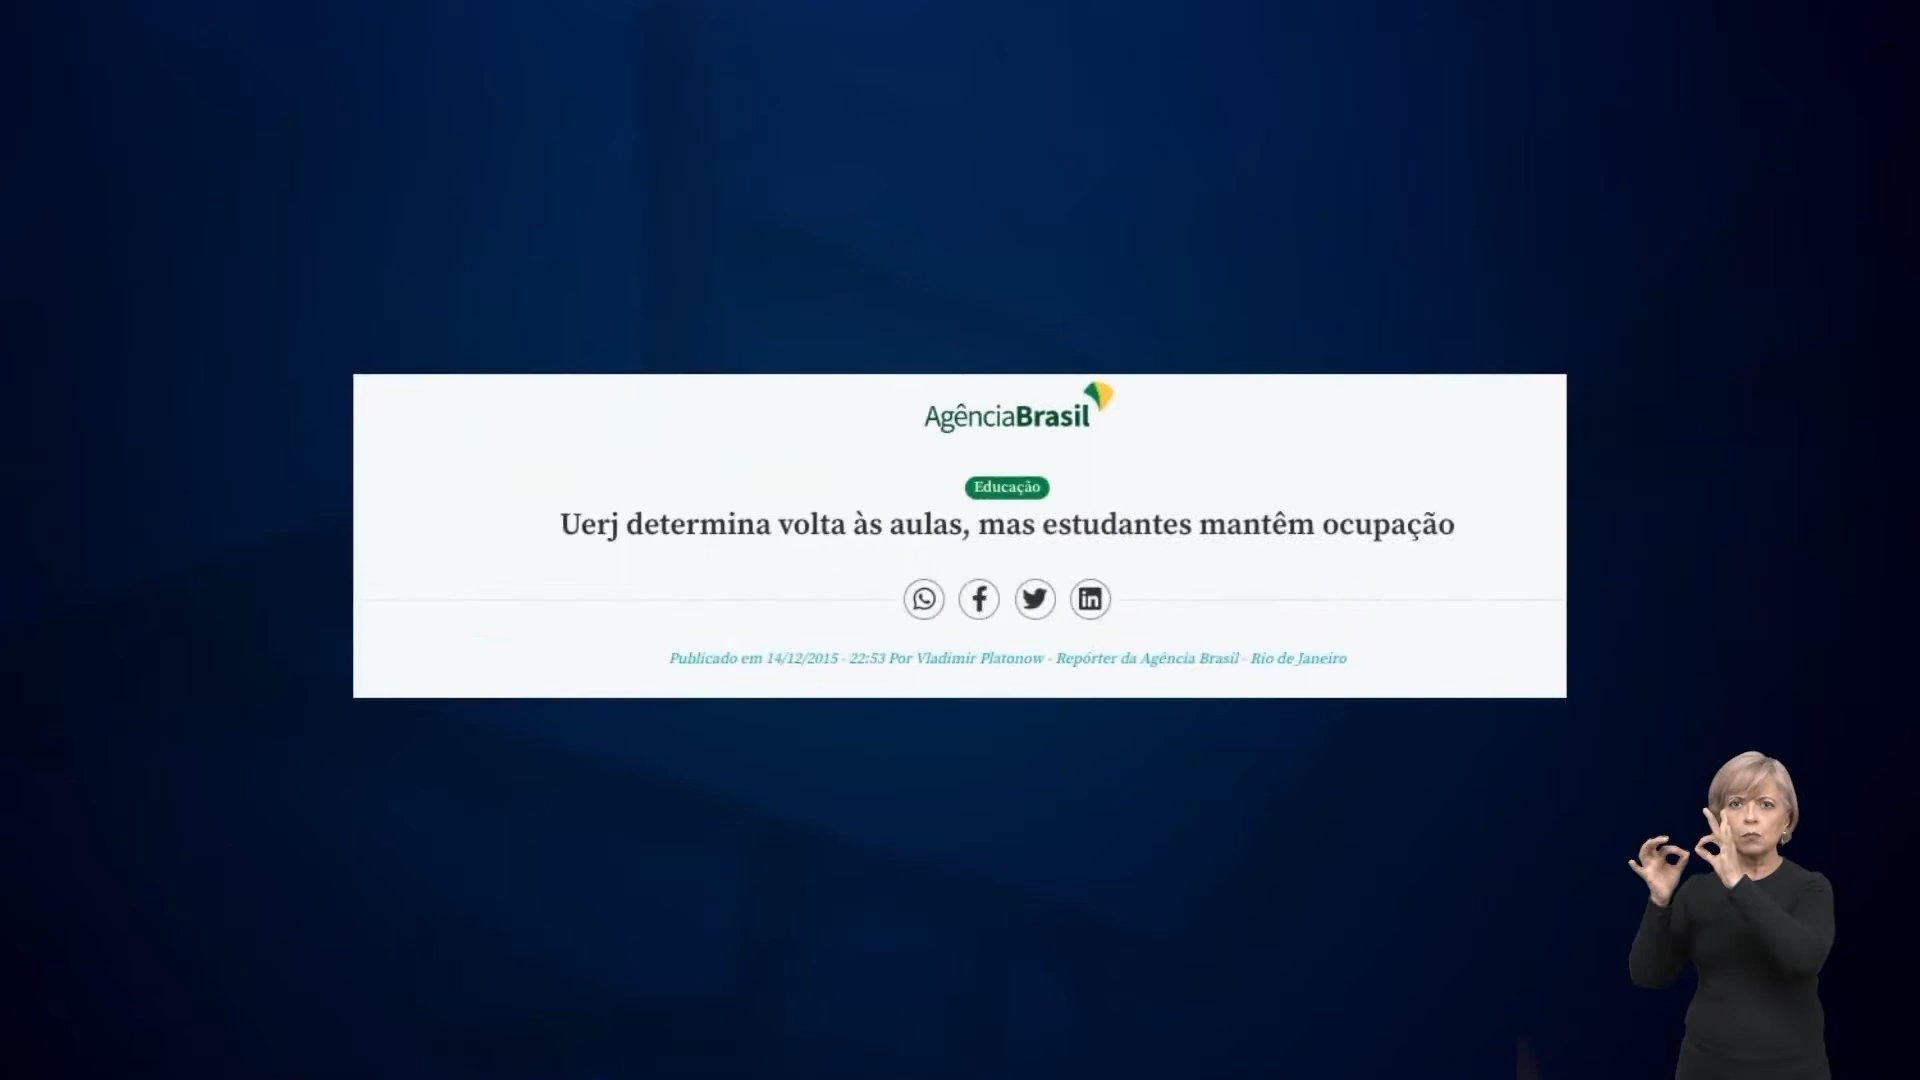 AgênciaBrasil
Educação
Uerj determina volta às aulas, mas estudantes mantêm ocupação
Publicado em 14/12/2015 - 22:53 Por Vladimir Platonow - Repórter da Agência Brasil - Rio de Janeiro